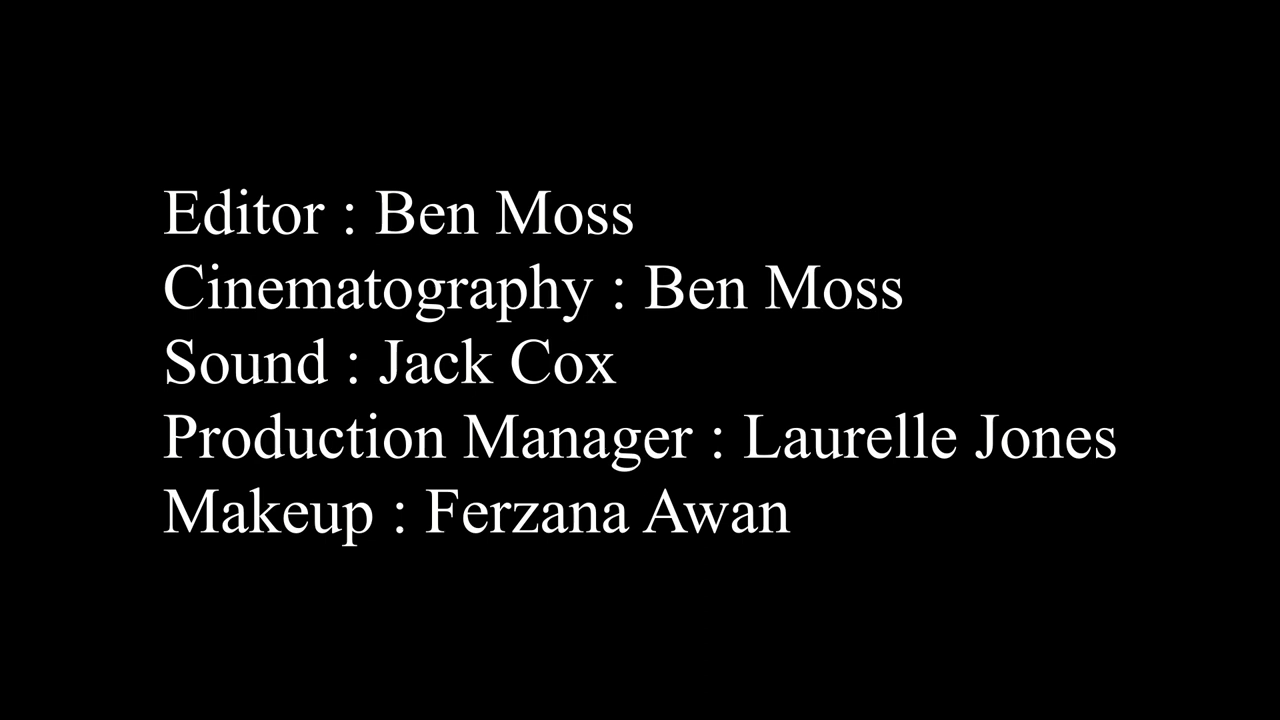 Editor : Ben Moss
Cinematography : Ben Moss
Sound : Jack Cox
Production Manager : Laurelle Jones
Makeup : Ferzana Awan